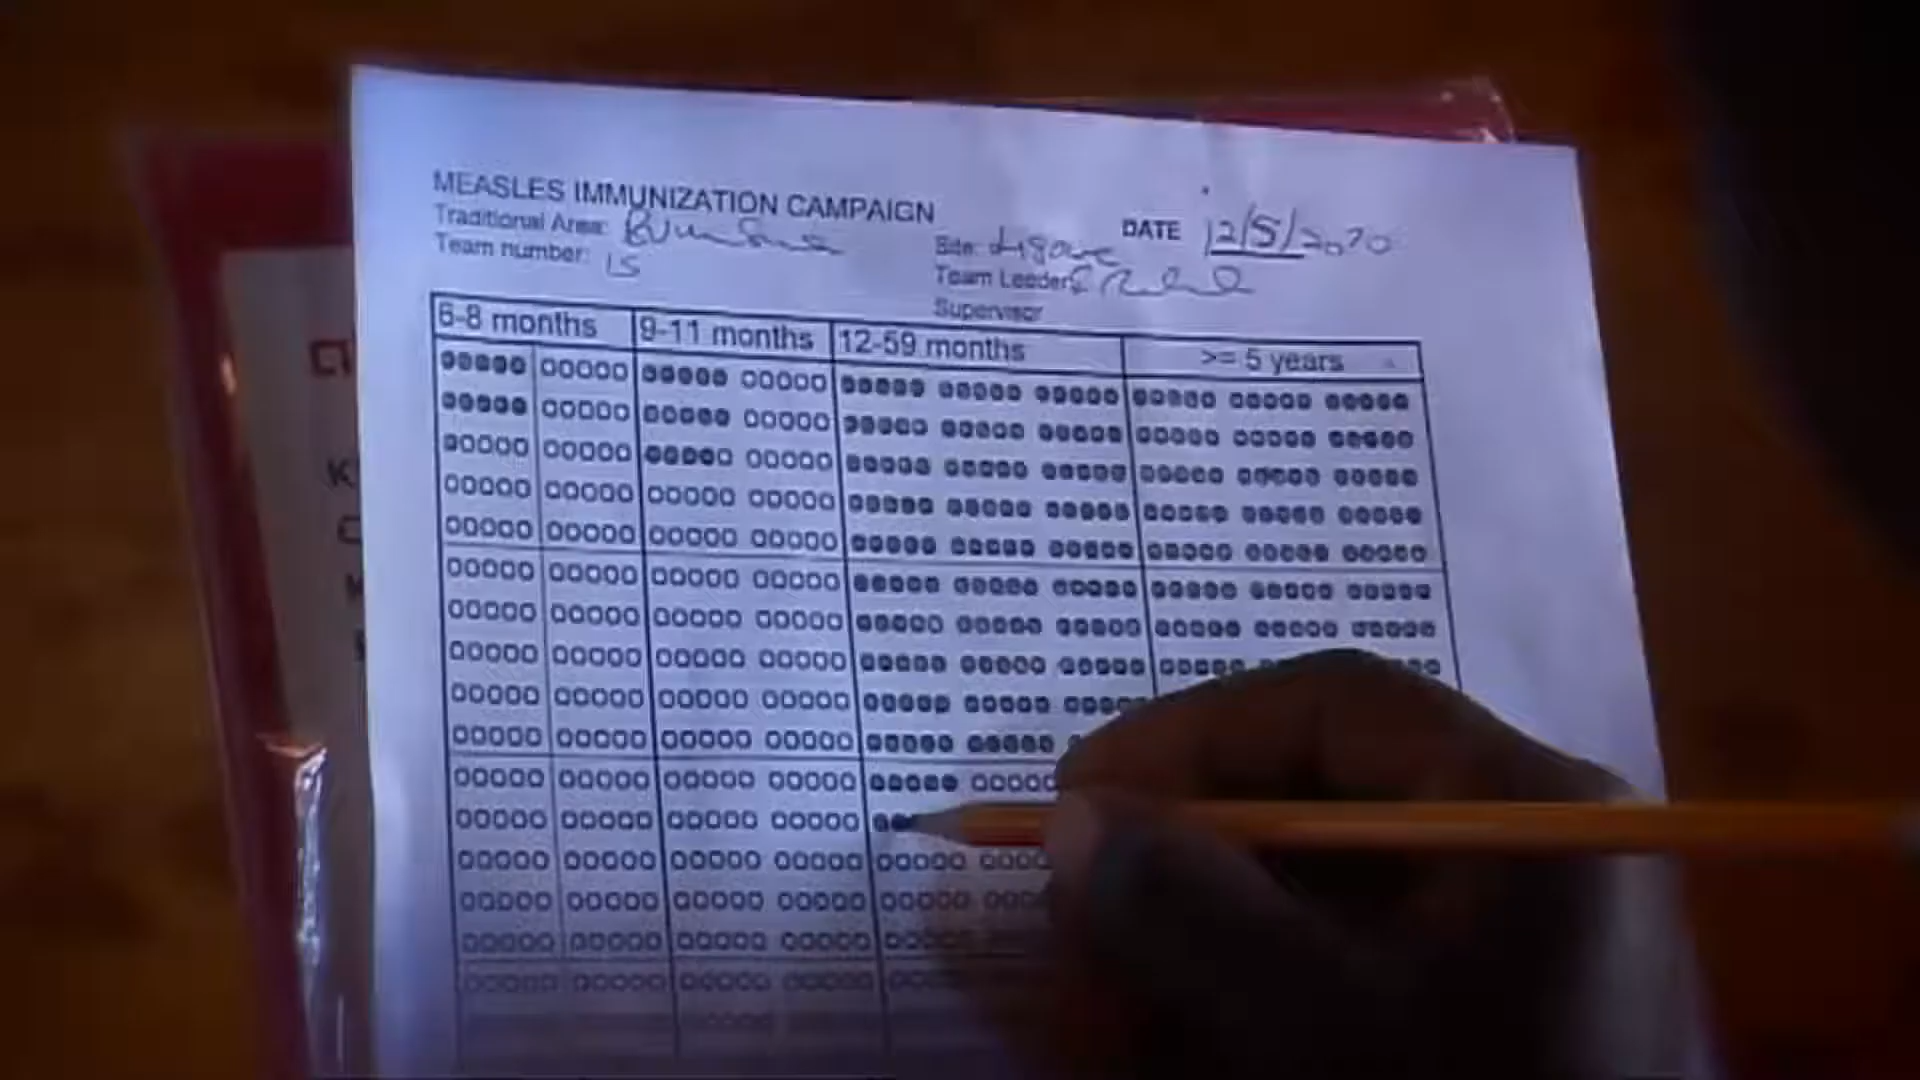 MEASLES IMMUNIZATION CAMPAIGN
DATE 12/5/2020
Traditional Area:
Site:
Team number: 15
Team Leader
Supervisor
6-8 months 9-11 months 12-59 months >= 5 years